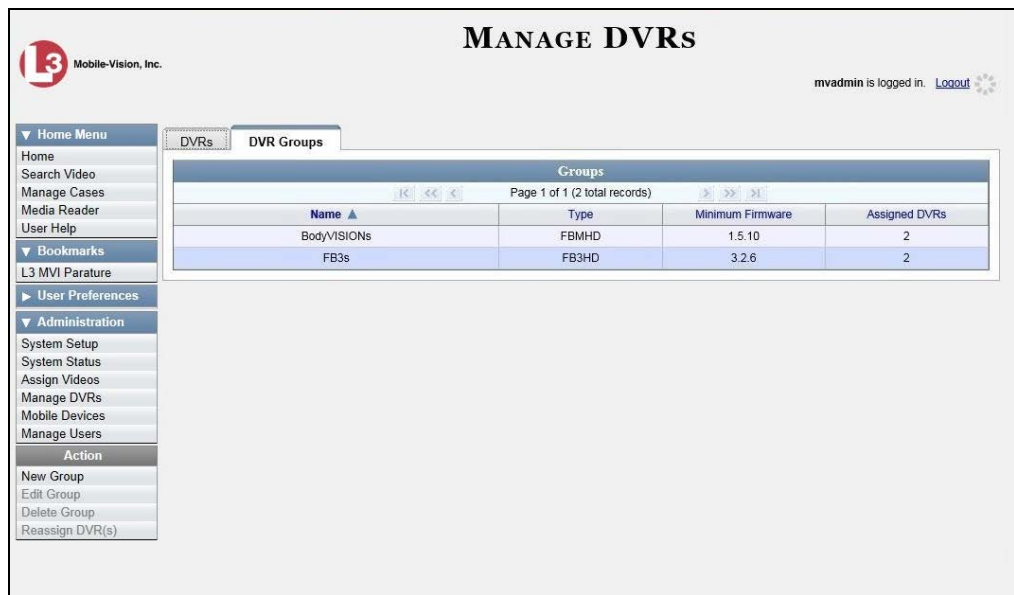 MANAGE DVRS
L3 Mobile-Vision, Inc.
mvadmin is logged in. Logout
▼ Home Menu
Home
Search Video
Manage Cases
Media Reader
User Help
▼ Bookmarks
L3 MVI Parature
▶ User Preferences
▼ Administration
System Setup
System Status
Assign Videos
Manage DVRs
Mobile Devices
Manage Users
Action
New Group
Edit Group
Delete Group
Reassign DVR(s)
DVRs DVR Groups
Groups
|< << < Page 1 of 1 (2 total records) > >> >|
Name ▲ Type Minimum Firmware Assigned DVRs
BodyVISIONs FBMHD 1.5.10 2
FB3s FB3HD 3.2.6 2